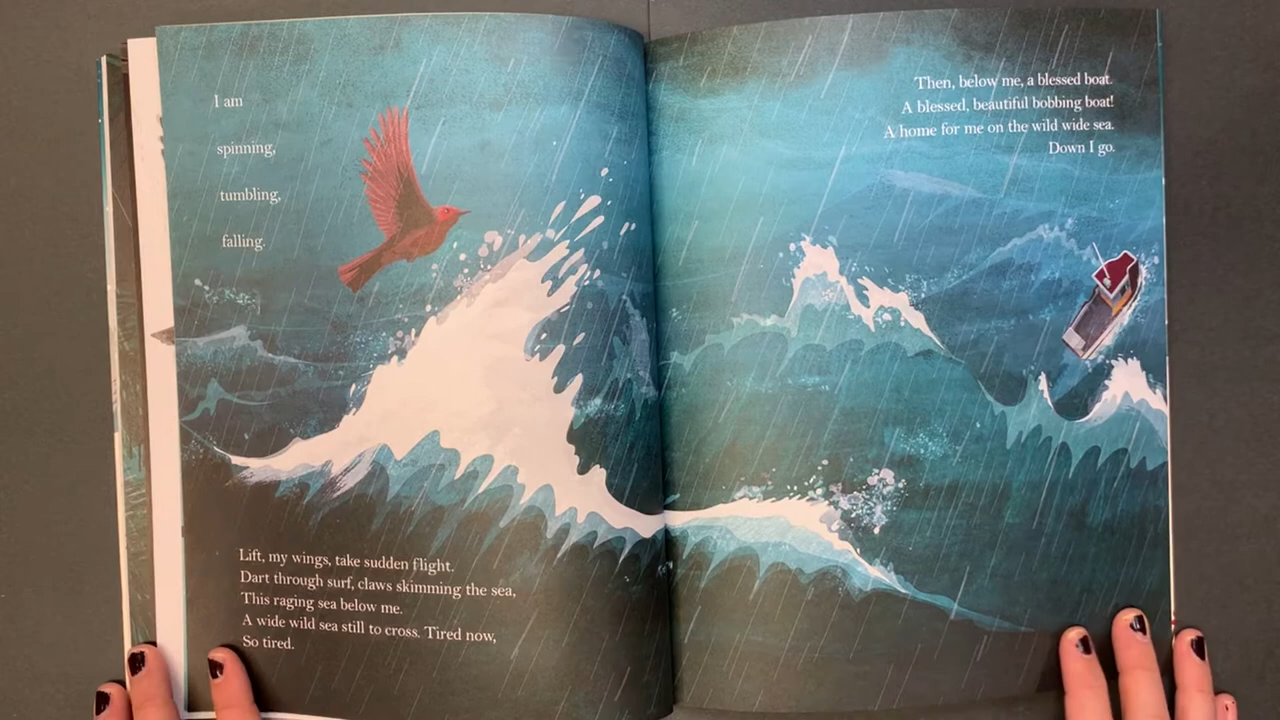 I am
spinning,
tumbling,
falling.
Lift, my wings, take sudden flight.
Dart through surf, claws skimming the sea,
This raging sea below me.
A wide wild sea still to cross. Tired now,
So tired.
Then, below me, a blessed boat.
A blessed, beautiful bobbing boat!
A home for me on the wild wide sea.
Down I go.